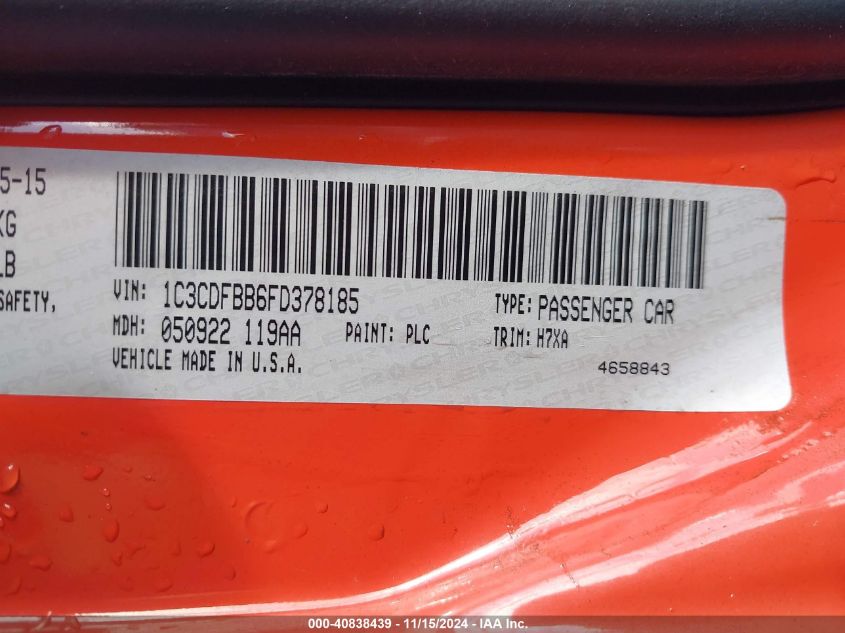 5-15
KG
LB
SAFETY,
VIN: 1C3CDFBB6FD378185 TYPE: PASSENGER CAR
MDH: 050922 119AA PAINT: PLC TRIM: H7XA
VEHICLE MADE IN U.S.A. 4658843
000-40838439 - 11/15/2024 - IAA Inc.